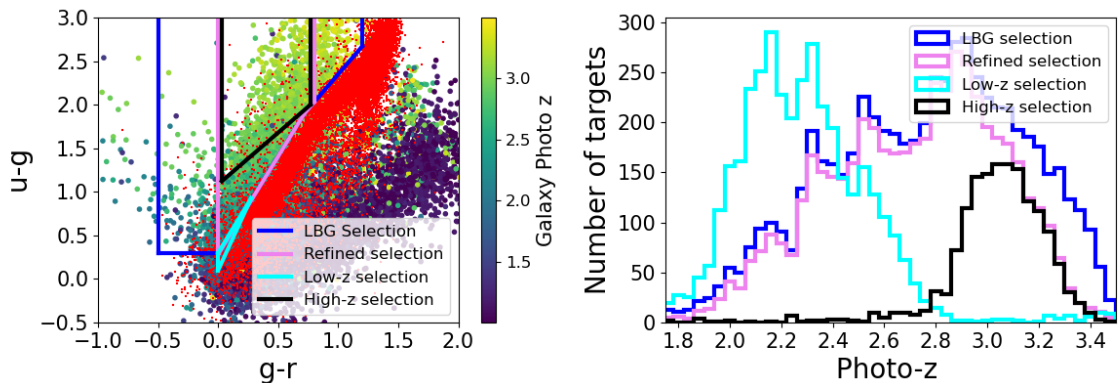 3.0
2.5
2.0
1.5
1.0
0.5
0.0
−0.5
u-g
−1.0 −0.5 0.0 0.5 1.0 1.5 2.0
g-r
LBG Selection
Refined selection
Low-z selection
High-z selection
3.0
2.5
2.0
1.5
Galaxy Photo z
300
250
200
150
100
50
0
Number of targets
1.8 2.0 2.2 2.4 2.6 2.8 3.0 3.2 3.4
Photo-z
LBG selection
Refined selection
Low-z selection
High-z selection